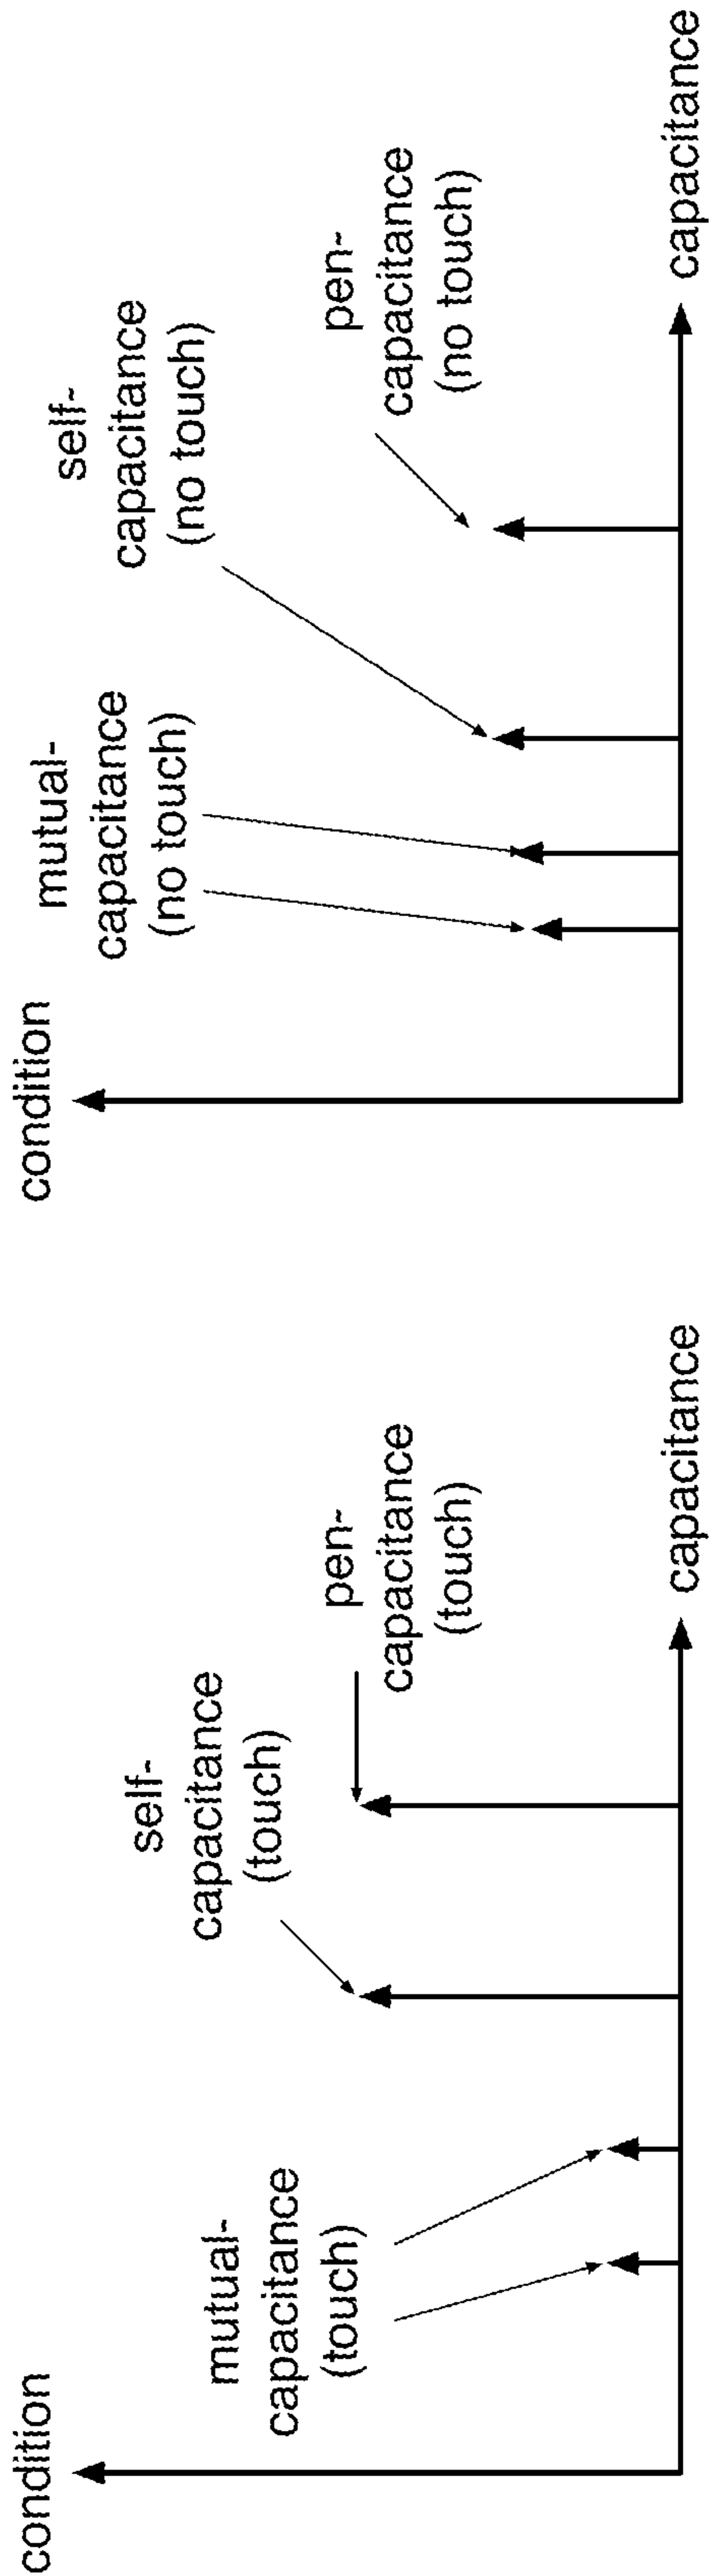 condition
mutual-
capacitance
(touch)
self-
capacitance
(touch)
pen-
capacitance
(touch)
capacitance
condition
mutual-
capacitance
(no touch)
self-
capacitance
(no touch)
pen-
capacitance
(no touch)
capacitance